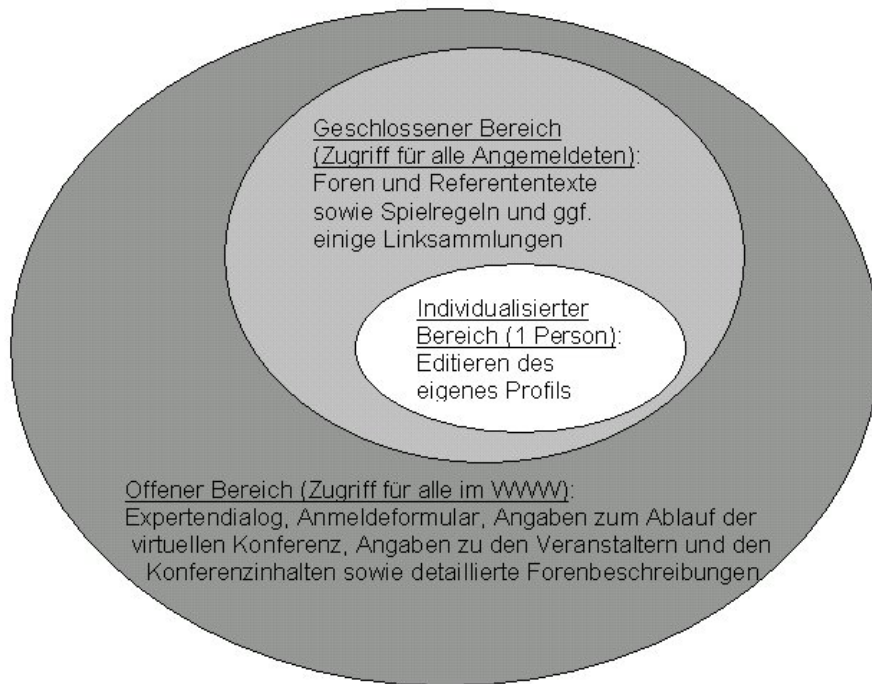 Geschlossener Bereich
(Zugriff für alle Angemeldeten):
Foren und Referententexte
sowie Spielregeln und ggf.
einige Linksammlungen
Individualisierter
Bereich (1 Person):
Editieren des
eigenes Profils
Offener Bereich (Zugriff für alle im WWW):
Expertendialog, Anmeldeformular, Angaben zum Ablauf der
virtuellen Konferenz, Angaben zu den Veranstaltern und den
Konferenzinhalten sowie detaillierte Forenbeschreibungen.